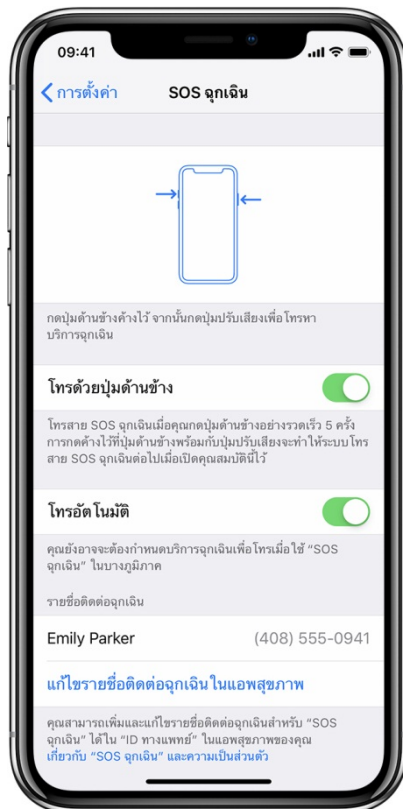 09:41
การตั้งค่า
SOS ฉุกเฉิน
กดปุ่มด้านข้างค้างไว้ จากนั้นกดปุ่มปรับเสียงเพื่อโทรหา
บริการฉุกเฉิน
โทรด้วยปุ่มด้านข้าง
โทรสาย SOS ฉุกเฉินเมื่อคุณกดปุ่มด้านข้างอย่างรวดเร็ว 5 ครั้ง
การกดค้างไว้ที่ปุ่มด้านข้างพร้อมกับปุ่มปรับเสียงจะทำให้ระบบโทร
สาย SOS ฉุกเฉินต่อไปเมื่อเปิดคุณสมบัตินี้ไว้
โทรอัตโนมัติ
คุณยังอาจจะต้องกำหนดบริการฉุกเฉินเพื่อโทรเมื่อใช้ “SOS
ฉุกเฉิน” ในบางภูมิภาค
รายชื่อติดต่อฉุกเฉิน
Emily Parker (408) 555-0941
แก้ไขรายชื่อติดต่อฉุกเฉินในแอพสุขภาพ
คุณสามารถเพิ่มและแก้ไขรายชื่อติดต่อฉุกเฉินสำหรับ “SOS
ฉุกเฉิน” ได้ใน “ID ทางแพทย์” ในแอพสุขภาพของคุณ
เกี่ยวกับ “SOS ฉุกเฉิน” และความเป็นส่วนตัว